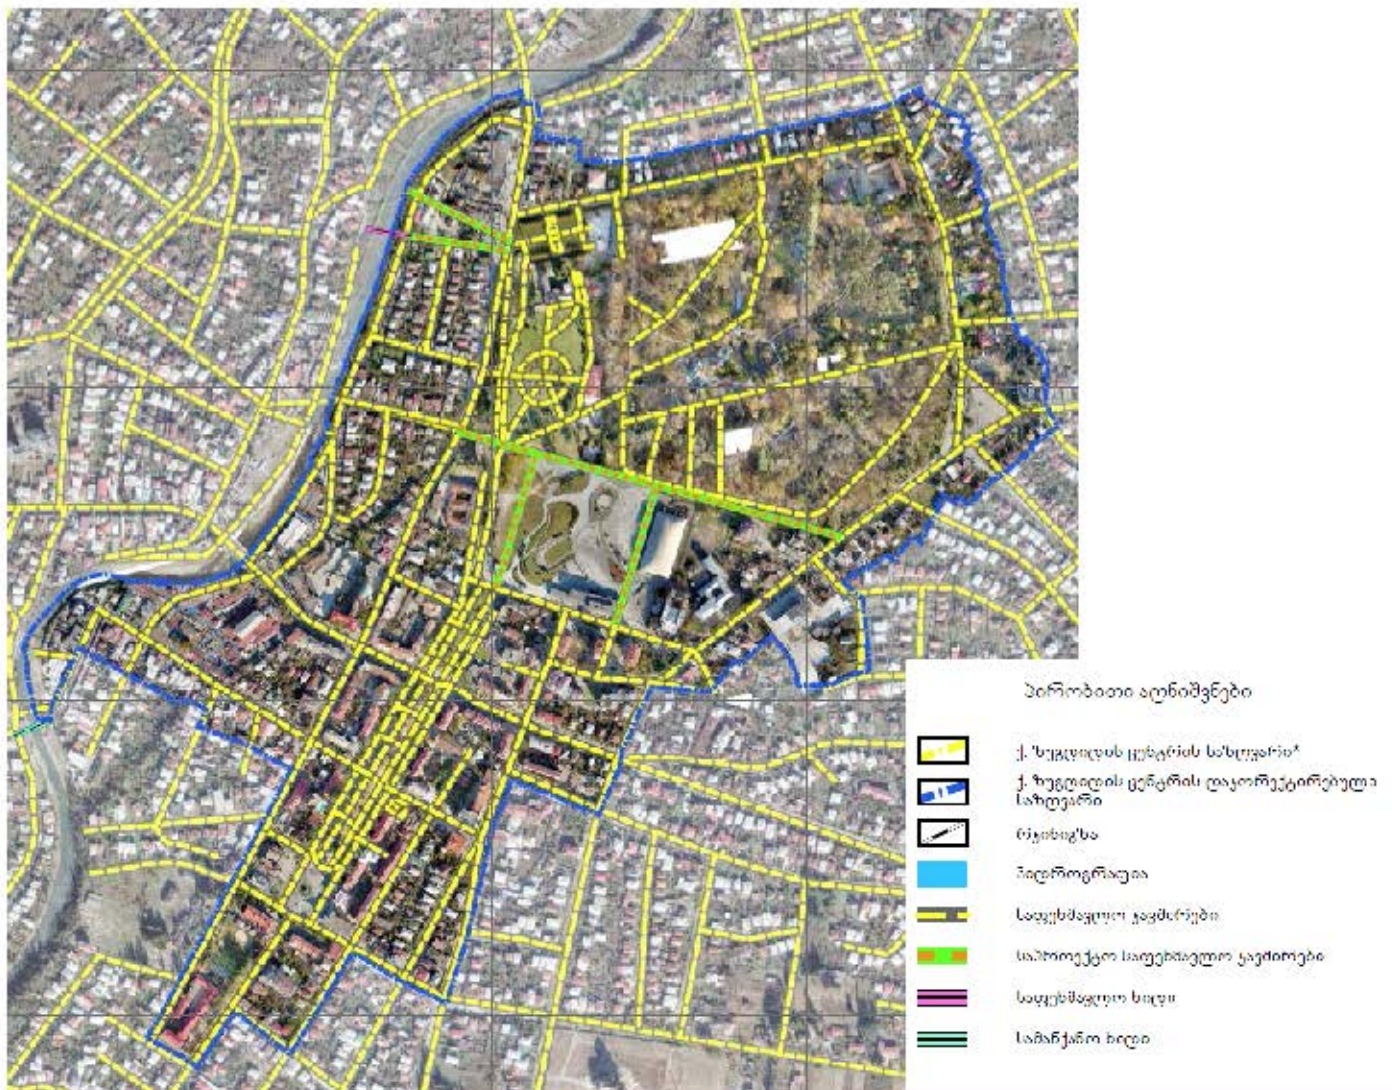 პირობითი აღნიშვნები
ქ. ზუგდიდის ცენტრის საზღვარი*
ქ. ზუგდიდის ცენტრის დაკორექტირებული
საზღვარი
რკინიგზა
ჰიდროგრაფია
საფეხმავლო კავშირები
საპროექტო საფეხმავლო კავშირები
საფეხმავლო ხიდი
სამანქანო ხიდი